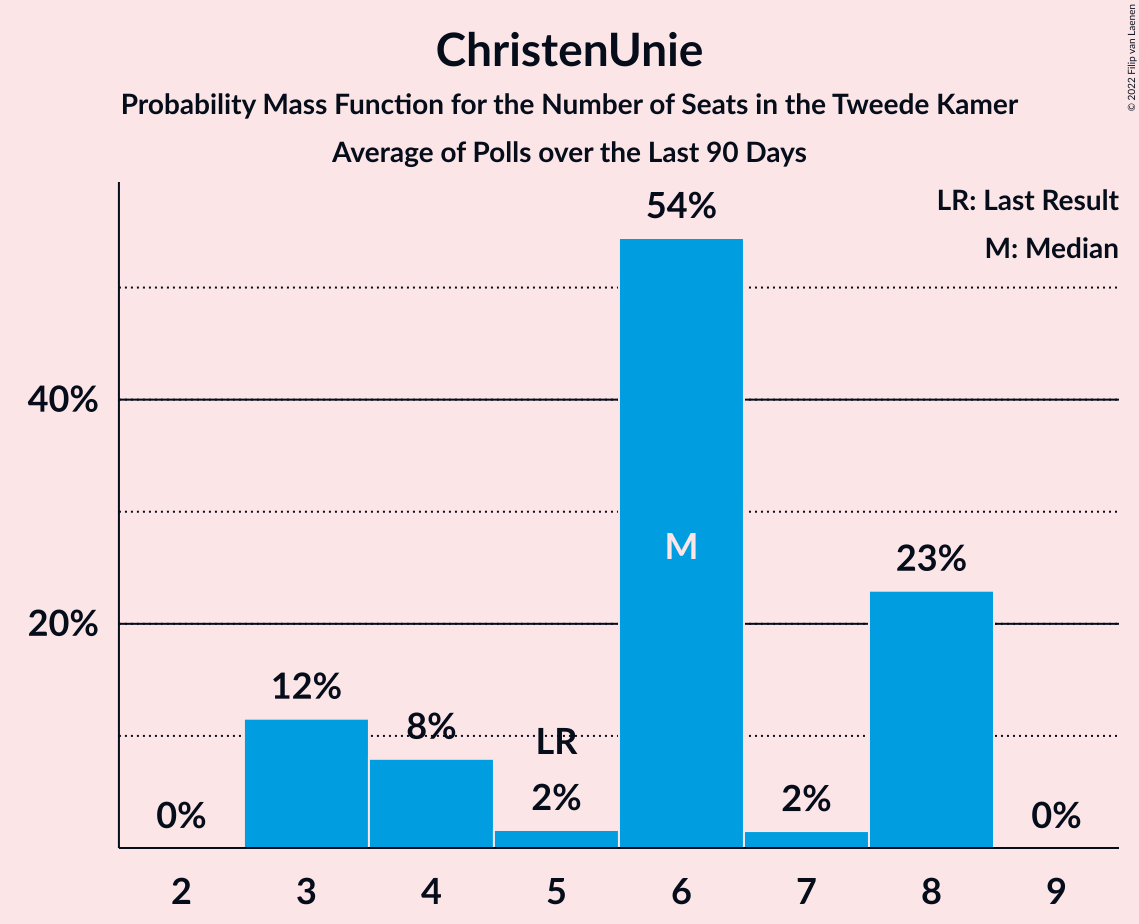 ChristenUnie
Probability Mass Function for the Number of Seats in the Tweede Kamer
Average of Polls over the Last 90 Days
© 2022 Filip van Laenen
LR: Last Result
M: Median
54%
40%
M
23%
20%
12%
8%
LR
2%
2%
0%
0%
2 3 4 5 6 7 8 9